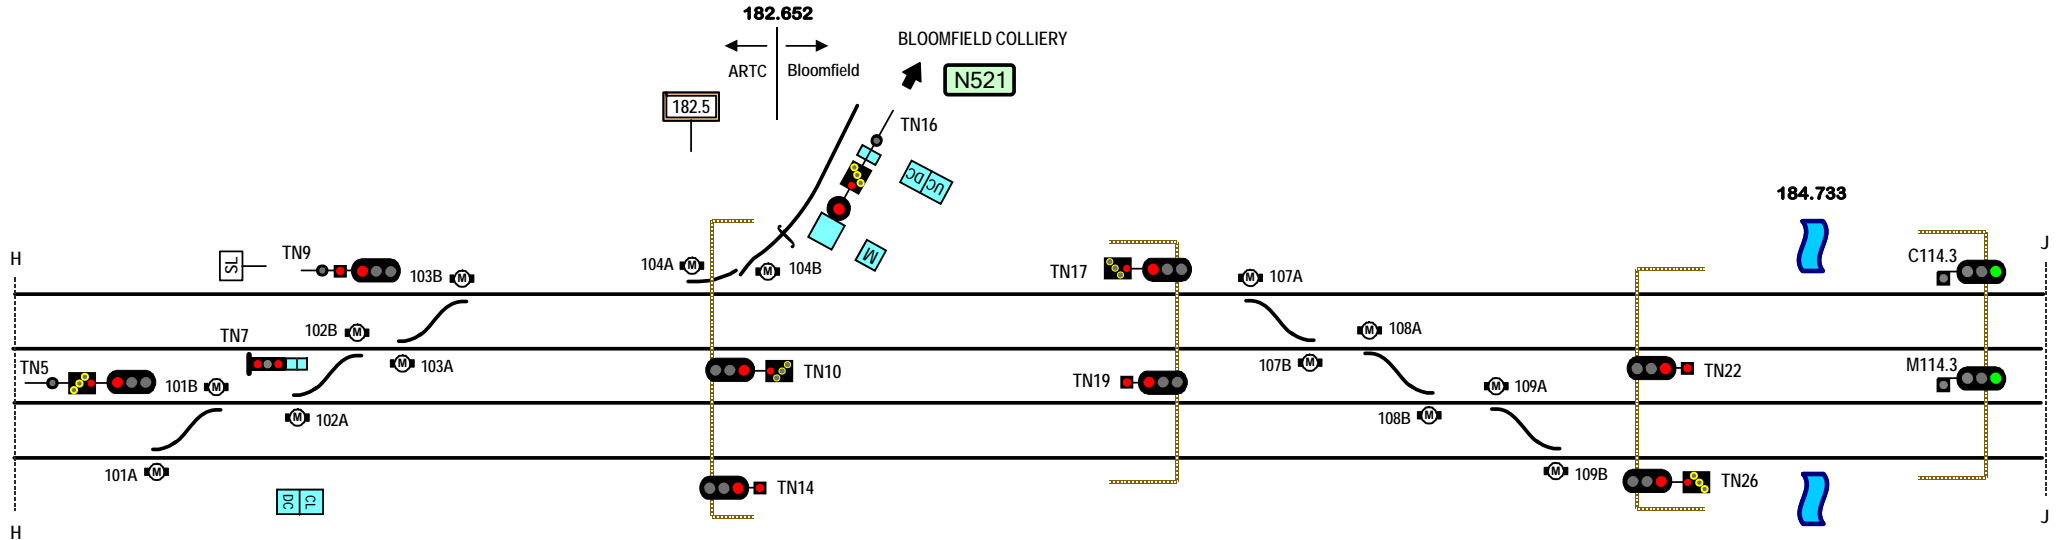 182.652
BLOOMFIELD COLLIERY
ARTC
Bloomfield
N521
182.5
TN16
UC DC
M
184.733
H
SL
TN9
103B
M
104A
M
M
104B
TN17
M
107A
C114.3
J
TN7
102B
M
M
108A
TN5
101B
M
M
103A
TN10
TN19
107B
M
109A
M
TN22
M114.3
M
102A
108B
M
101A
M
DC
CL
TN14
M
109B
TN26
H
J